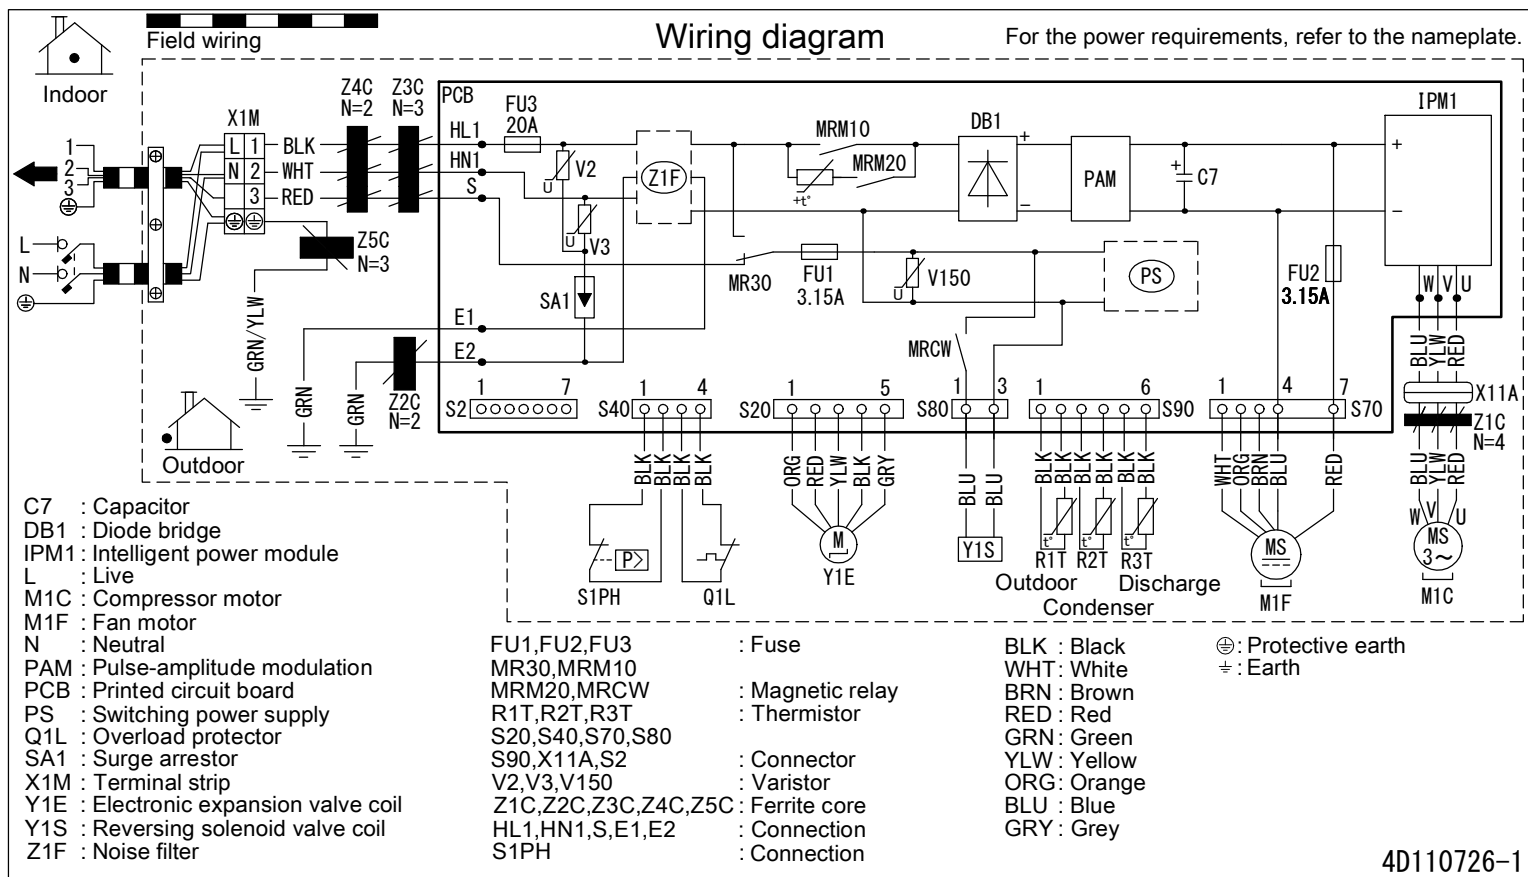 Wiring diagram
For the power requirements, refer to the nameplate.
Field wiring
Indoor
X1M
Z4C
N=2
Z3C
N=3
PCB
FU3
20A
HL1
HN1
S
V2
U
V3
U
Z1F
MRM10
MRM20
+t°
DB1
+
−
PAM
+
C7
IPM1
+
−
1
2
3
L 1 BLK
N 2 WHT
3 RED
L
N
Z5C
N=3
GRN/YLW
SA1
MR30
FU1
3.15A
V150
U
PS
FU2
3.15A
W V U
E1
E2
GRN
GRN
Z2C
N=2
MRCW
BLU
YLW
RED
X11A
Z1C
N=4
BLU
YLW
RED
W V U
MS
3~
M1C
Outdoor
1 7
S2
1 4
S40
1 5
S20
1 3
S80
1 6
S90
1 4 7
S70
BLK
BLK
BLK
BLK
P>
S1PH
Q1L
ORG
RED
YLW
BLK
GRY
M
Y1E
BLU
BLU
Y1S
BLK
BLK
BLK
BLK
BLK
BLK
t°
t°
t°
R1T R2T R3T
Outdoor Discharge
Condenser
WHT
ORG
BRN
BLU
RED
MS
M1F
C7 : Capacitor
DB1 : Diode bridge
IPM1 : Intelligent power module
L : Live
M1C : Compressor motor
M1F : Fan motor
N : Neutral
PAM : Pulse-amplitude modulation
PCB : Printed circuit board
PS : Switching power supply
Q1L : Overload protector
SA1 : Surge arrestor
X1M : Terminal strip
Y1E : Electronic expansion valve coil
Y1S : Reversing solenoid valve coil
Z1F : Noise filter
FU1,FU2,FU3 : Fuse
MR30,MRM10
MRM20,MRCW : Magnetic relay
R1T,R2T,R3T : Thermistor
S20,S40,S70,S80
S90,X11A,S2 : Connector
V2,V3,V150 : Varistor
Z1C,Z2C,Z3C,Z4C,Z5C : Ferrite core
HL1,HN1,S,E1,E2 : Connection
S1PH : Connection
BLK : Black
WHT : White
BRN : Brown
RED : Red
GRN : Green
YLW : Yellow
ORG : Orange
BLU : Blue
GRY : Grey
: Protective earth
: Earth
4D110726-1